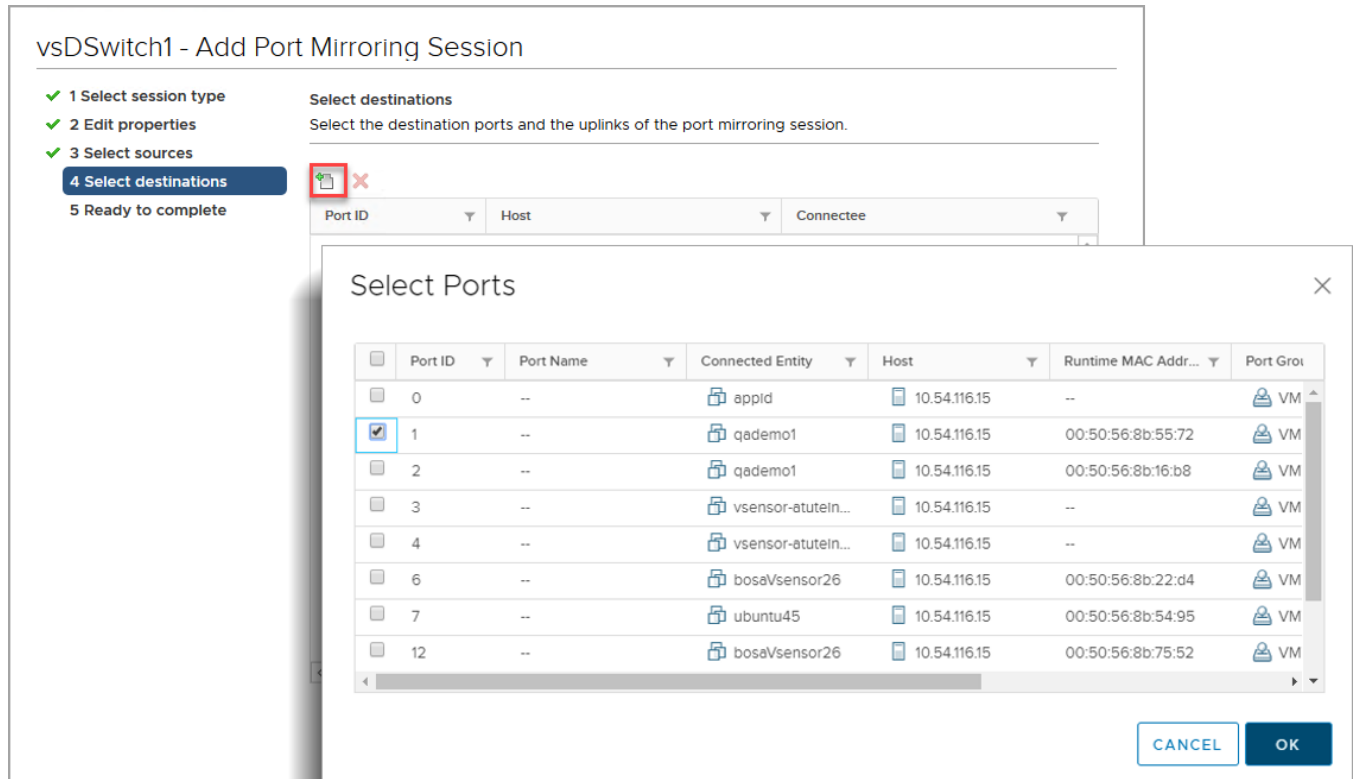 vsDSwitch1 - Add Port Mirroring Session
1 Select session type
2 Edit properties
3 Select sources
4 Select destinations
5 Ready to complete
Select destinations
Select the destination ports and the uplinks of the port mirroring session.
Port ID Host Connectee
Select Ports
Port ID Port Name Connected Entity Host Runtime MAC Addr... Port Grou
0 -- appid 10.54.116.15 -- VM
1 -- qademo1 10.54.116.15 00:50:56:8b:55:72 VM
2 -- qademo1 10.54.116.15 00:50:56:8b:16:b8 VM
3 -- vsensor-atutein... 10.54.116.15 -- VM
4 -- vsensor-atutein... 10.54.116.15 -- VM
6 -- bosaVsensor26 10.54.116.15 00:50:56:8b:22:d4 VM
7 -- ubuntu45 10.54.116.15 00:50:56:8b:54:95 VM
12 -- bosaVsensor26 10.54.116.15 00:50:56:8b:75:52 VM
CANCEL OK